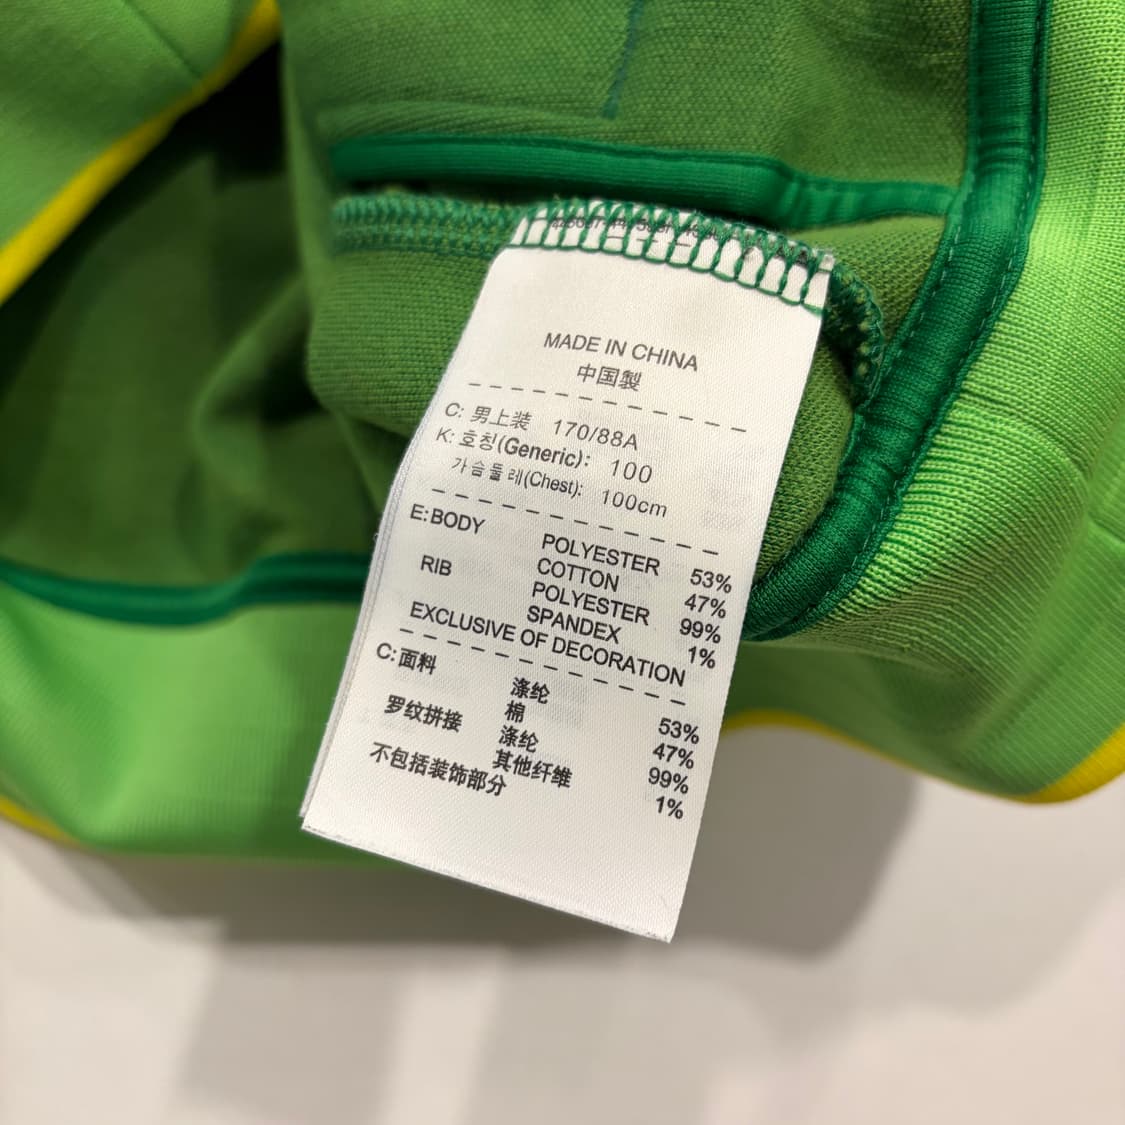 MADE IN CHINA
中国製
C: 男上装 170/88A
K: 호칭(Generic): 100
가슴둘레(Chest): 100cm
E: BODY POLYESTER 53%
COTTON 47%
RIB POLYESTER 99%
SPANDEX 1%
EXCLUSIVE OF DECORATION
C: 面料 涤纶 53%
棉 47%
罗纹拼接 涤纶 99%
其他纤维 1%
不包括装饰部分